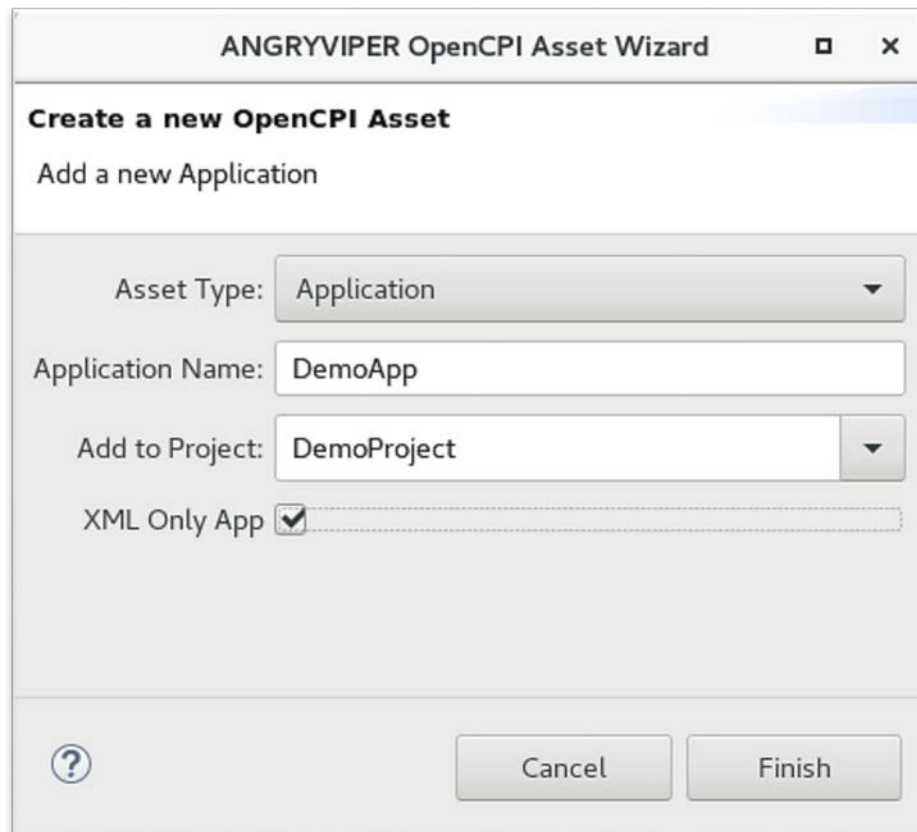 ANGRYVIPER OpenCPI Asset Wizard
Create a new OpenCPI Asset
Add a new Application
Asset Type: Application
Application Name: DemoApp
Add to Project: DemoProject
XML Only App
? Cancel Finish